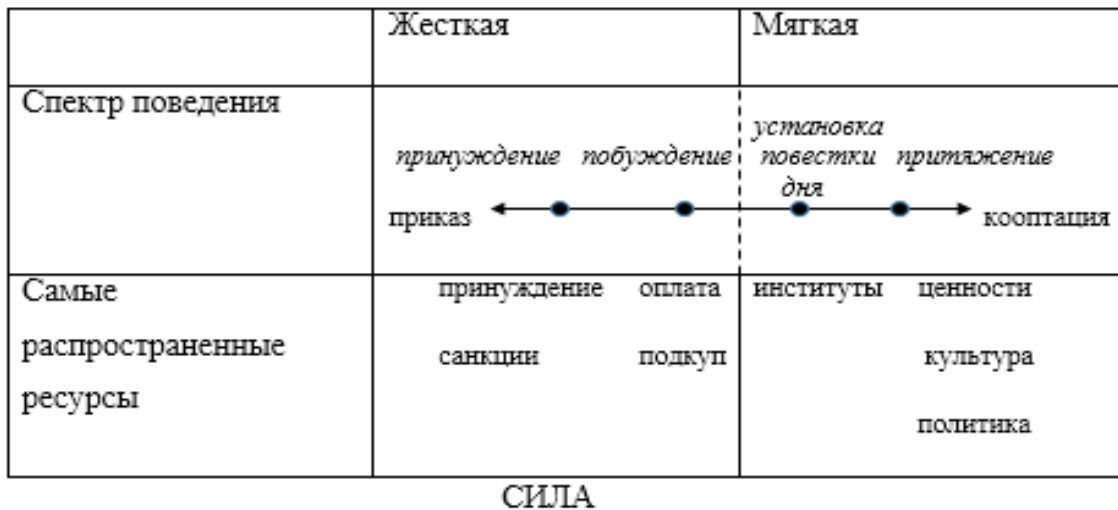 Жесткая Мягкая
Спектр поведения
принуждение побуждение установка повестки дня притяжение
приказ кооптация
Самые распространенные ресурсы
принуждение оплата институты ценности
санкции подкуп культура
политика
СИЛА